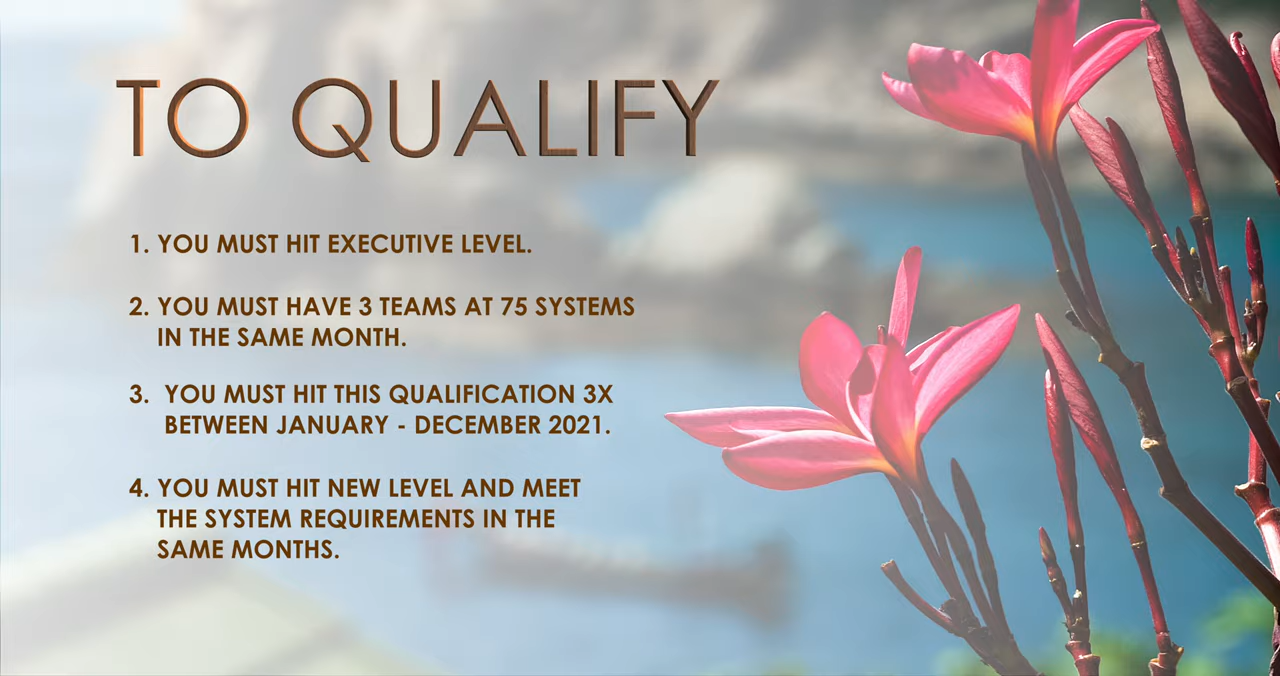 TO QUALIFY
1. YOU MUST HIT EXECUTIVE LEVEL.
2. YOU MUST HAVE 3 TEAMS AT 75 SYSTEMS
IN THE SAME MONTH.
3. YOU MUST HIT THIS QUALIFICATION 3X
BETWEEN JANUARY - DECEMBER 2021.
4. YOU MUST HIT NEW LEVEL AND MEET
THE SYSTEM REQUIREMENTS IN THE
SAME MONTHS.